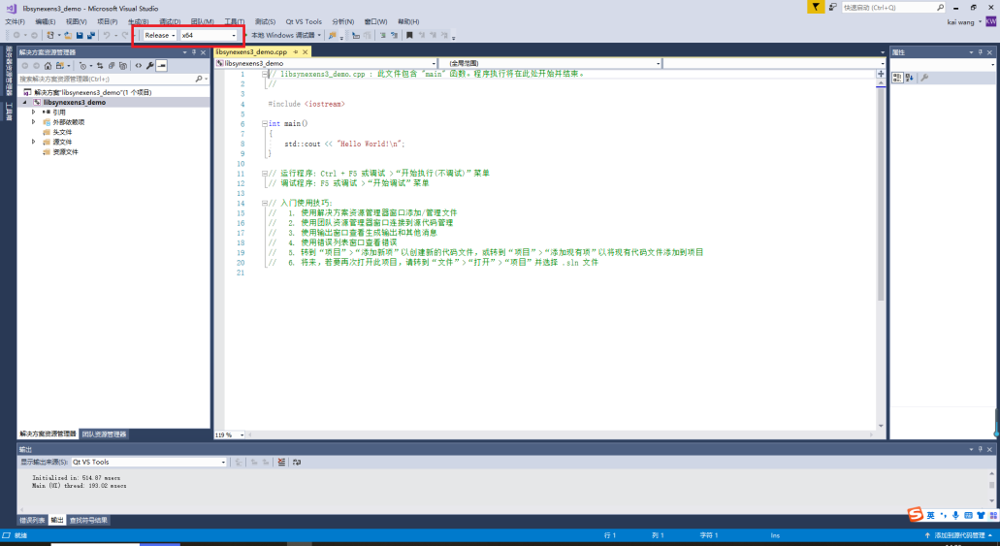 libsynexens3_demo - Microsoft Visual Studio
快速启动 (Ctrl+Q)
文件(F) 编辑(E) 视图(V) 项目(P) 生成(B) 调试(D) 团队(M) 工具(T) 测试(S) Qt VS Tools 分析(N) 窗口(W) 帮助(H)
kai wang KW
Release x64 本地 Windows 调试器
解决方案资源管理器
搜索解决方案资源管理器(Ctrl+;)
解决方案"libsynexens3_demo"(1 个项目)
libsynexens3_demo
引用
外部依赖项
头文件
源文件
资源文件
解决方案资源管理器 团队资源管理器
libsynexens3_demo.cpp
libsynexens3_demo (全局范围)
1 // libsynexens3_demo.cpp : 此文件包含 "main" 函数。程序执行将在此处开始并结束。
2 //
3
4 #include <iostream>
5
6 int main()
7 {
8 std::cout << "Hello World!\n";
9 }
10
11 // 运行程序: Ctrl + F5 或调试 >“开始执行(不调试)”菜单
12 // 调试程序: F5 或调试 >“开始调试”菜单
13
14 // 入门使用技巧:
15 // 1. 使用解决方案资源管理器窗口添加/管理文件
16 // 2. 使用团队资源管理器窗口连接到源代码管理
17 // 3. 使用输出窗口查看生成输出和其他消息
18 // 4. 使用错误列表窗口查看错误
19 // 5. 转到“项目”>“添加新项”以创建新的代码文件，或转到“项目”>“添加现有项”以将现有代码文件添加到项目
20 // 6. 将来，若要再次打开此项目，请转到“文件”>“打开”>“项目”并选择 .sln 文件
21
119 %
属性
输出
显示输出来源(S): Qt VS Tools
Initialized in: 514.87 msecs
Main (UI) thread: 193.02 msecs
错误列表 输出 查找符号结果
英
就绪 行 1 列 1 字符 1 Ins 添加到源代码管理